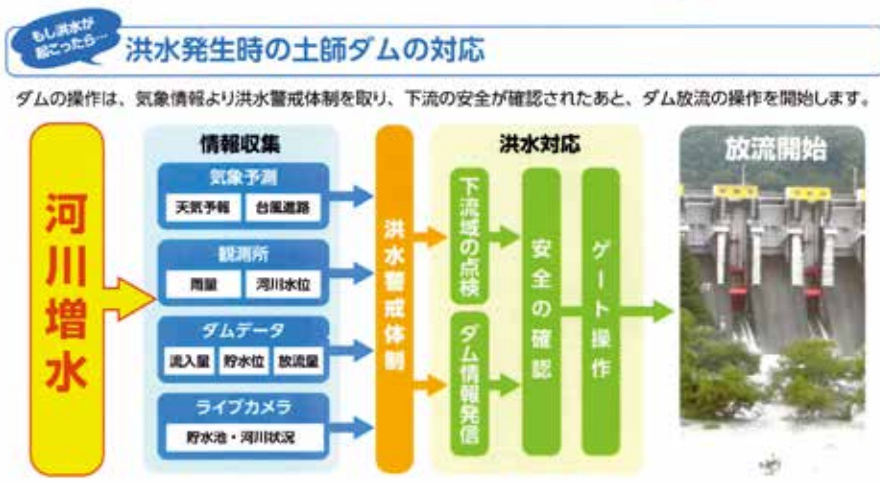 もし洪水が
起こったら…
洪水発生時の土師ダムの対応
ダムの操作は、気象情報より洪水警戒体制を取り、下流の安全が確認されたあと、ダム放流の操作を開始します。
河川増水
情報収集
気象予測
天気予報 台風進路
観測所
雨量 河川水位
ダムデータ
流入量 貯水位 放流量
ライブカメラ
貯水池・河川状況
洪水警戒体制
洪水対応
下流域の点検
ダム情報発信
安全の確認
ゲート操作
放流開始